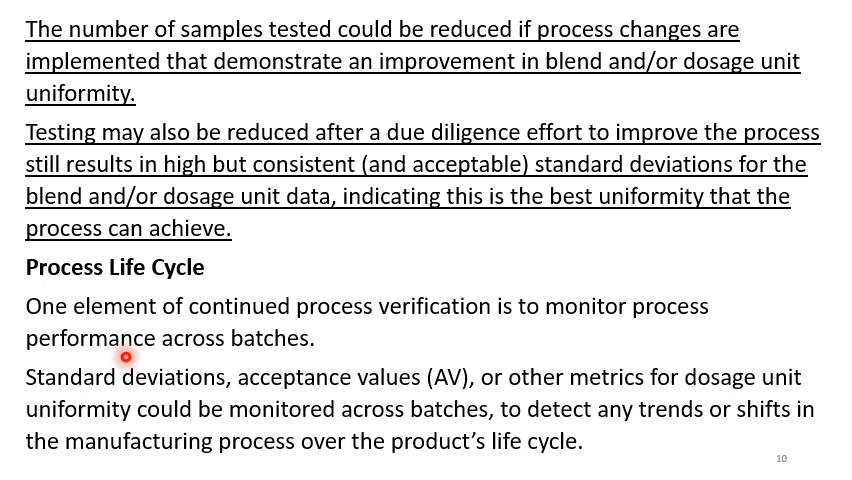 The number of samples tested could be reduced if process changes are
implemented that demonstrate an improvement in blend and/or dosage unit
uniformity.
Testing may also be reduced after a due diligence effort to improve the process
still results in high but consistent (and acceptable) standard deviations for the
blend and/or dosage unit data, indicating this is the best uniformity that the
process can achieve.
Process Life Cycle
One element of continued process verification is to monitor process
performance across batches.
Standard deviations, acceptance values (AV), or other metrics for dosage unit
uniformity could be monitored across batches, to detect any trends or shifts in
the manufacturing process over the product’s life cycle.
10